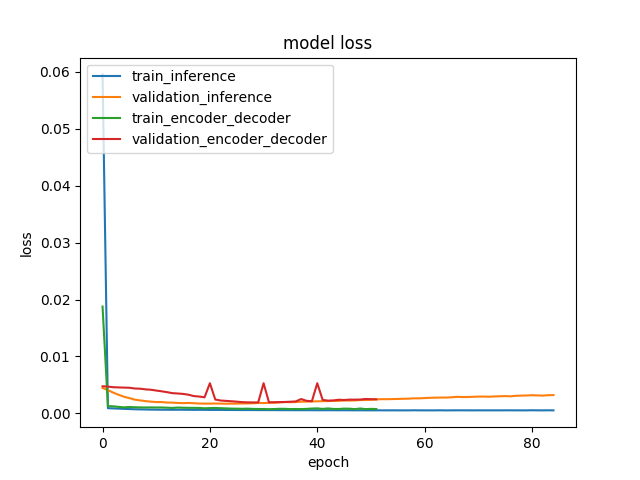 model loss
train_inference
validation_inference
train_encoder_decoder
validation_encoder_decoder
0.06
0.05
0.04
0.03
0.02
0.01
0.00
loss
0
20
40
60
80
epoch